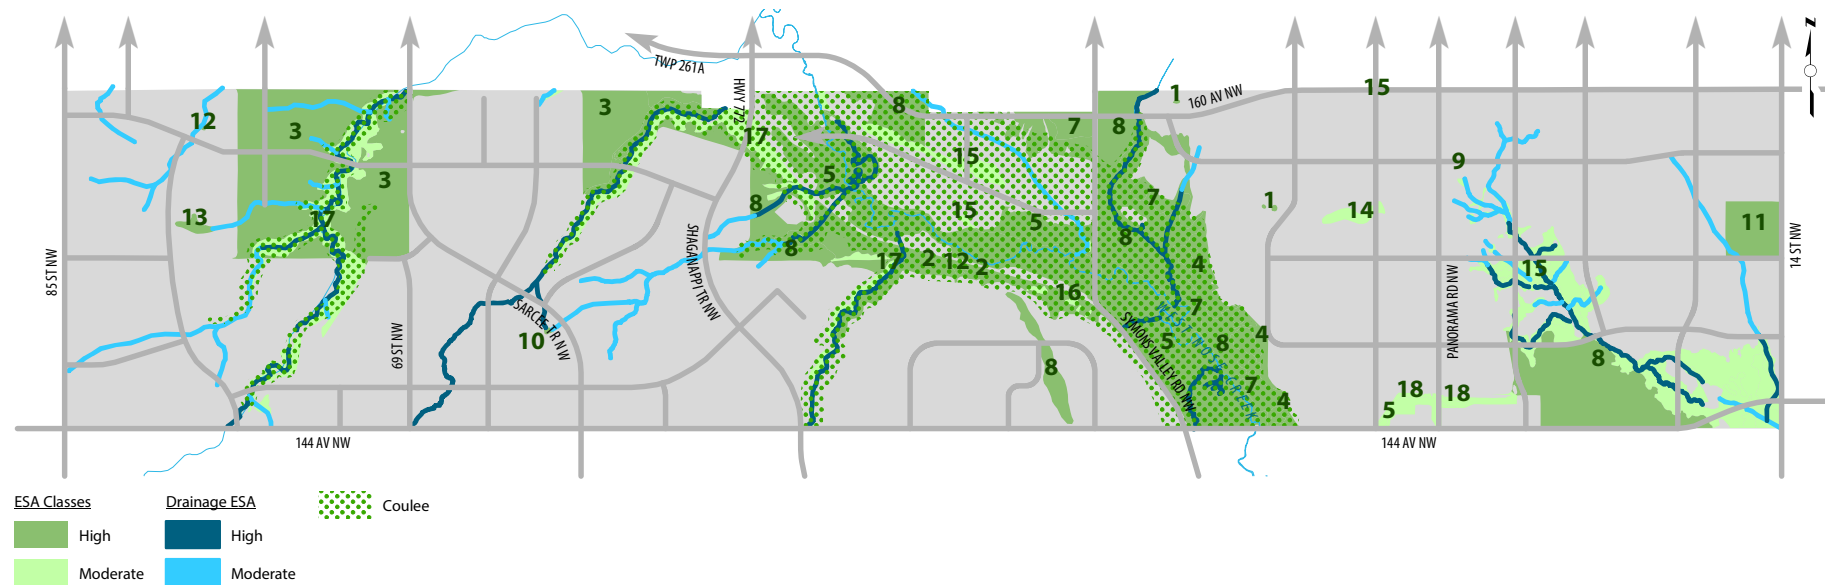 z
TWP 261A
HWY 772
1
160 AV NW
15
3
8
12
3
17
7
8
15
9
3
5
7
13
17
8
15
5
1
14
11
SHAGANAPPI TR NW
8
8
14 ST NW
85 ST NW
17
2
12
2
4
15
16
PANORAMA RD NW
7
WEST NOSE CREEK
SARCEE TR NW
10
69 ST NW
SYMONS VALLEY RD NW
5
8
4
8
8
7
4
18
18
5
144 AV NW
144 AV NW
ESA Classes
Drainage ESA
Coulee
High
High
Moderate
Moderate